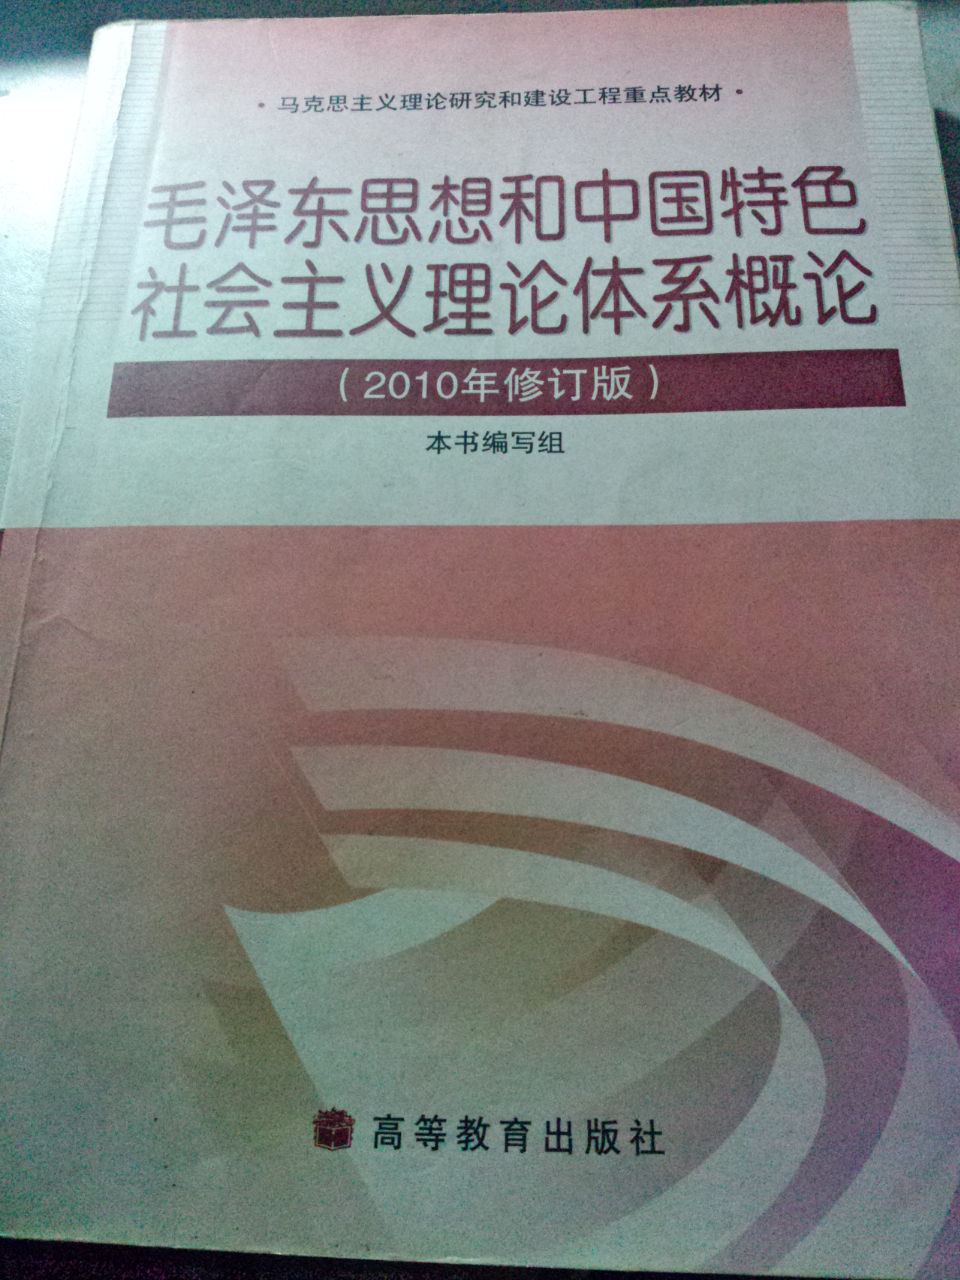 ·马克思主义理论研究和建设工程重点教材·
毛泽东思想和中国特色
社会主义理论体系概论
（2010年修订版）
本书编写组
高等教育出版社